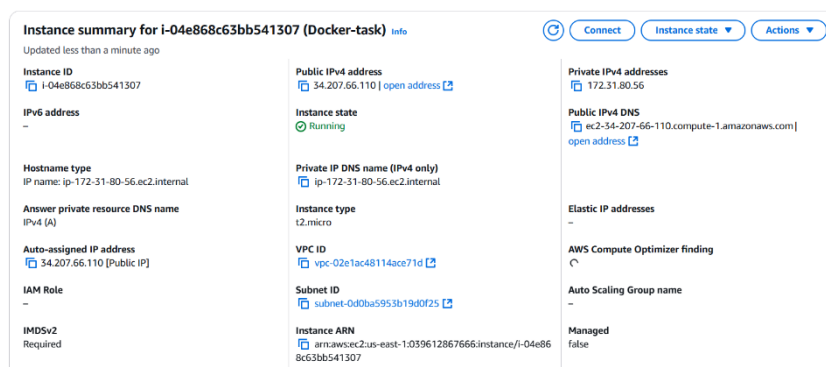 Instance summary for i-04e868c63bb541307 (Docker-task) Info
Connect
Instance state
Actions
Updated less than a minute ago
Instance ID
i-04e868c63bb541307
Public IPv4 address
34.207.66.110 | open address
Private IPv4 addresses
172.31.80.56
IPv6 address
–
Instance state
Running
Public IPv4 DNS
ec2-34-207-66-110.compute-1.amazonaws.com |
open address
Hostname type
IP name: ip-172-31-80-56.ec2.internal
Private IP DNS name (IPv4 only)
ip-172-31-80-56.ec2.internal
Answer private resource DNS name
IPv4 (A)
Instance type
t2.micro
Elastic IP addresses
–
Auto-assigned IP address
34.207.66.110 [Public IP]
VPC ID
vpc-02e1ac48114ace71d
AWS Compute Optimizer finding
IAM Role
–
Subnet ID
subnet-0d0ba5953b19d0f25
Auto Scaling Group name
–
IMDSv2
Required
Instance ARN
arn:aws:ec2:us-east-1:039612867666:instance/i-04e86
8c63bb541307
Managed
false